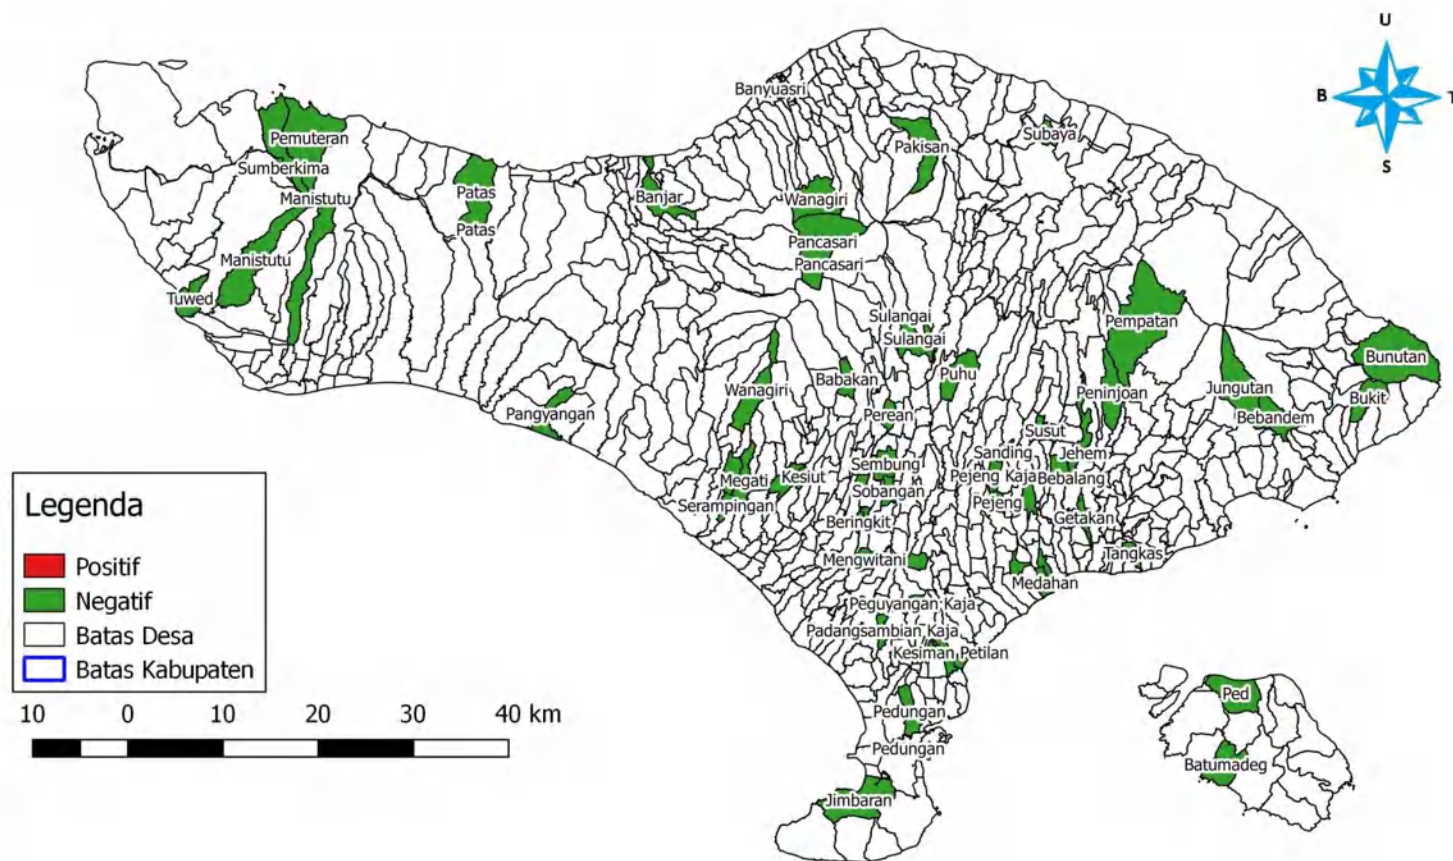 U
B
T
S
Banyuasri
Pemuteran
Subaya
Pakisan
Sumberkima
Manistutu
Patas
Banjar
Wanagiri
Patas
Pancasari
Manistutu
Pancasari
Tuwed
Sulangai
Pempatan
Sulangai
Bunutan
Babakan
Puhu
Wanagiri
Peninjoan
Jungutan
Bukit
Pangyangan
Perean
Bebandem
Susut
Sanding
Jehem
Sembung
Megati
Kesiut
Pejeng Kaja
Bebalang
Sobangan
Serampingan
Pejeng
Beringkit
Getakan
Mengwitani
Tangkas
Medahan
Peguyangan Kaja
Padangsambian Kaja
Kesiman Petilan
Ped
Pedungan
Pedungan
Batumadeg
Jimbaran
Legenda
Positif
Negatif
Batas Desa
Batas Kabupaten
10 0 10 20 30 40 km